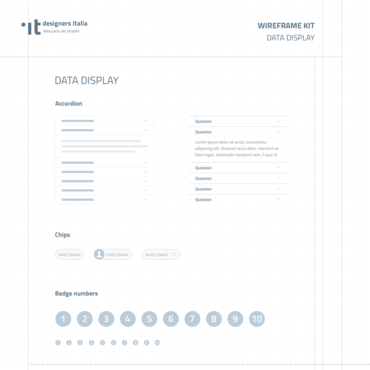 designers Italia
dalla parte dei cittadini
WIREFRAME KIT
DATA DISPLAY
DATA DISPLAY
Accordion
Question
Question
Lorem ipsum dolor sit amet, consectetur
adipiscing elit. Vivamus lacus diam, interdum at
libero eget, sollicitudin hendrerit sem. Fusce id
Question
Question
Question
Question
Chips
lorem ipsum
lorem ipsum
lorem ipsum
Badge numbers
1 2 3 4 5 6 7 8 9 10